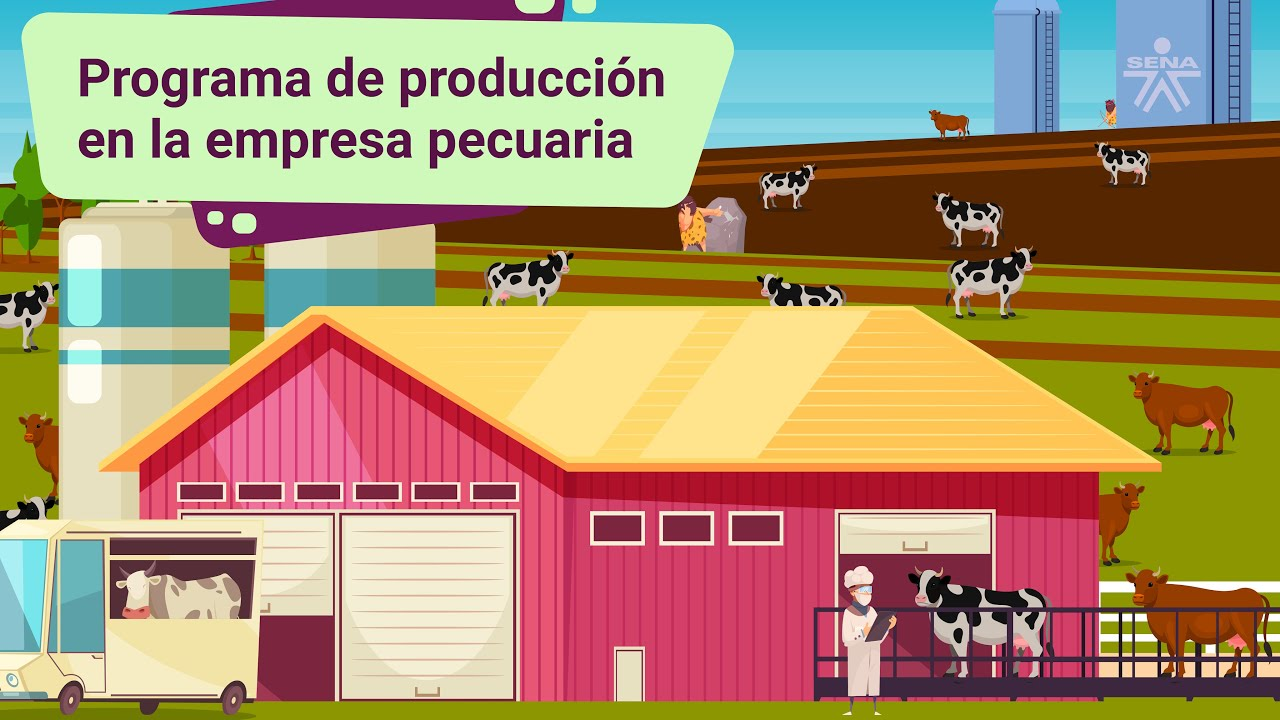 Programa de producción
en la empresa pecuaria
SENA